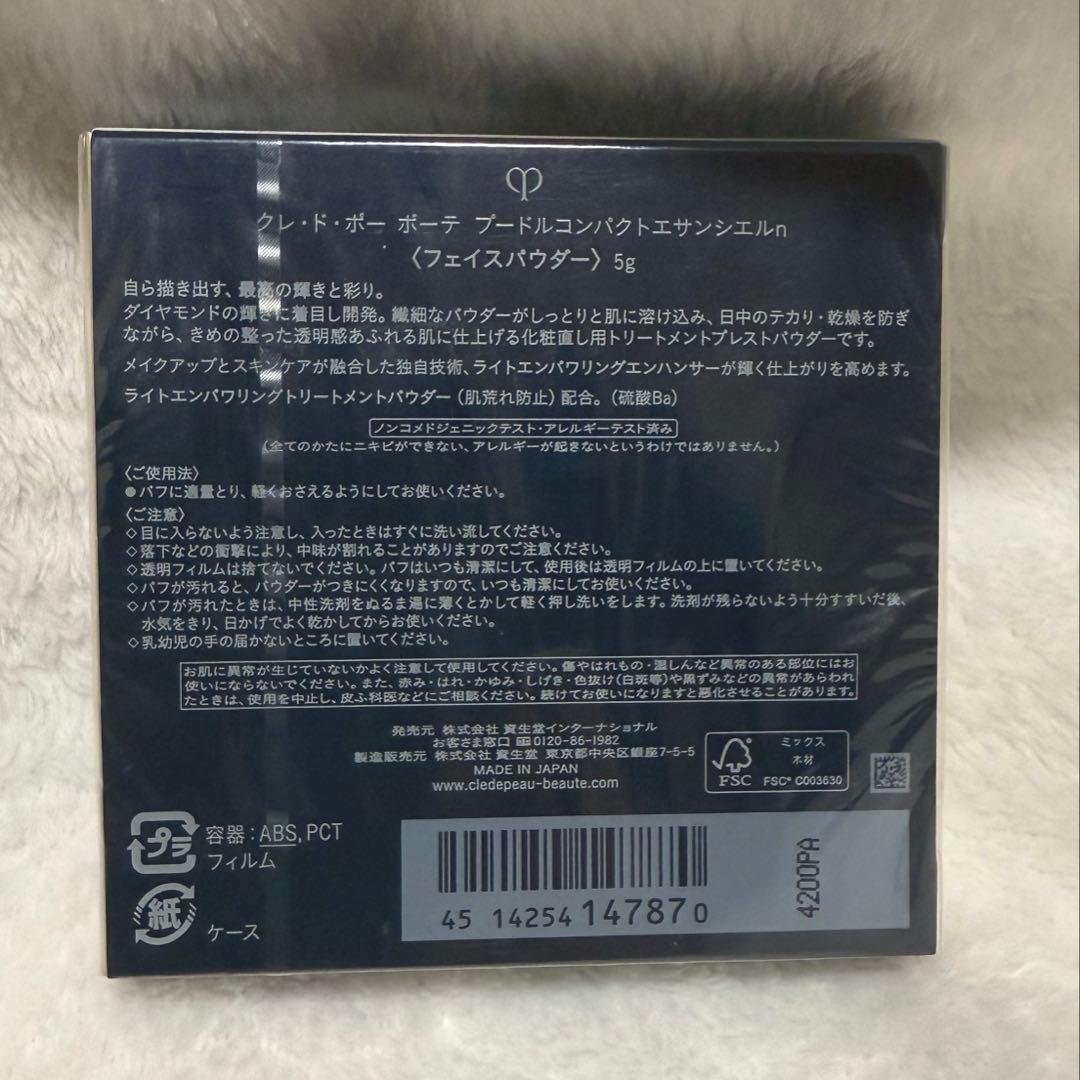 クレ・ド・ポー ボーテ プードルコンパクトエサンシエルn
〈フェイスパウダー〉5g
自ら描き出す、最高の輝きと彩り。
ダイヤモンドの輝きに着目し開発。繊細なパウダーがしっとりと肌に溶け込み、日中のテカリ・乾燥を防ぎ
ながら、きめの整った透明感あふれる肌に仕上げる化粧直し用トリートメントプレストパウダーです。
メイクアップとスキンケアが融合した独自技術、ライトエンパワリングエンハンサーが輝く仕上がりを高めます。
ライトエンパワリングトリートメントパウダー（肌荒れ防止）配合。（硫酸Ba）
ノンコメドジェニックテスト・アレルギーテスト済み
（全てのかたにニキビができない、アレルギーが起きないというわけではありません。）
〈ご使用法〉
●パフに適量とり、軽くおさえるようにしてお使いください。
〈ご注意〉
◇目に入らないよう注意し、入ったときはすぐに洗い流してください。
◇落下などの衝撃により、中味が割れることがありますのでご注意ください。
◇透明フィルムは捨てないでください。パフはいつも清潔にして、使用後は透明フィルムの上に置いてください。
◇パフが汚れると、パウダーがつきにくくなりますので、いつも清潔にしてお使いください。
◇パフが汚れたときは、中性洗剤をぬるま湯に薄くとかして軽く押し洗いをします。洗剤が残らないよう十分すすいだ後、
水気をきり、日かげでよく乾かしてからお使いください。
◇乳幼児の手の届かないところに置いてください。
お肌に異常が生じていないかよく注意して使用してください。傷やはれもの・湿しんなど異常のある部位にはお
使いにならないでください。また、赤み・はれ・かゆみ・しげき・色抜け（白斑等）や黒ずみなどの異常があらわれ
たときは、使用を中止し、皮ふ科医などにご相談ください。続けてお使いになりますと悪化させることがあります。
発売元 株式会社 資生堂インターナショナル
お客さま窓口 0120-86-1982
製造販売元 株式会社 資生堂 東京都中央区銀座7-5-5
MADE IN JAPAN
www.cledepeau-beaute.com
FSC
ミックス
木材
FSC® C003630
プラ
容器：ABS, PCT
フィルム
紙
ケース
45 14254 14787 0
4200PA